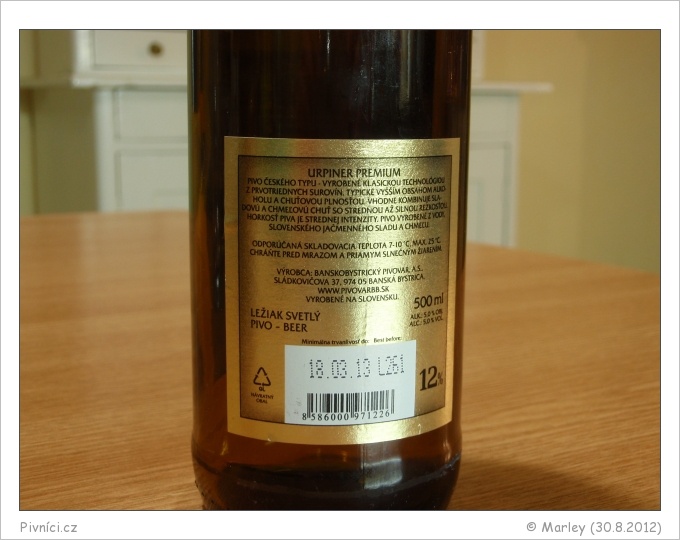 URPINER PREMIUM
PIVO ČESKÉHO TYPU - VYROBENÉ KLASICKOU TECHNOLÓGIOU
Z PRVOTRIEDNYCH SUROVÍN, TYPICKÉ VYŠŠÍM OBSAHOM ALKO-
HOLU A CHUŤOVOU PLNOSŤOU. VHODNE KOMBINUJE SLA-
DOVÚ A CHMEĽOVÚ CHUŤ SO STREDNOU AŽ SILNOU REZKOSŤOU.
HORKOSŤ PIVA JE STREDNEJ INTENZITY. PIVO VYROBENÉ Z VODY,
SLOVENSKÉHO JAČMENNÉHO SLADU A CHMEĽU.
ODPORÚČANÁ SKLADOVACIA TEPLOTA 7-10 °C, MAX. 25 °C.
CHRÁŇTE PRED MRAZOM A PRIAMYM SLNEČNÝM ŽIARENÍM.
VÝROBCA: BANSKOBYSTRICKÝ PIVOVAR, A.S.,
SLÁDKOVIČOVA 37, 974 05 BANSKÁ BYSTRICA,
WWW.PIVOVARBB.SK
VYROBENÉ NA SLOVENSKU.
500 ml
LEŽIAK SVETLÝ
PIVO - BEER
ALK.: 5,0 % OBJ.
ALC.: 5,0 % VOL.
Minimálna trvanlivosť do: Best before:
18.03.13 L261
12%
NÁVRATNÝ
OBAL
8 586000 971226
Pivníci.cz
© Marley (30.8.2012)